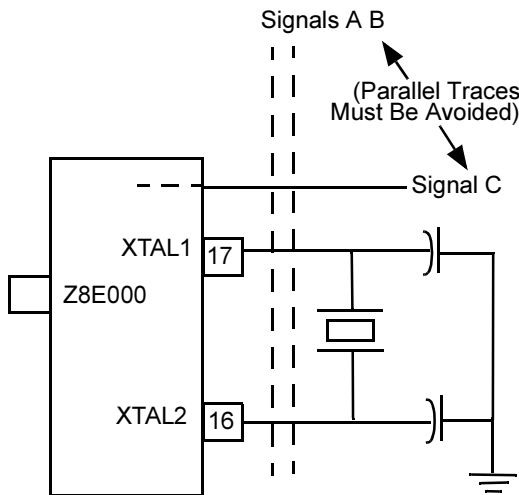 Signals A B
(Parallel Traces
Must Be Avoided)
Signal C
XTAL1
17
Z8E000
XTAL2
16